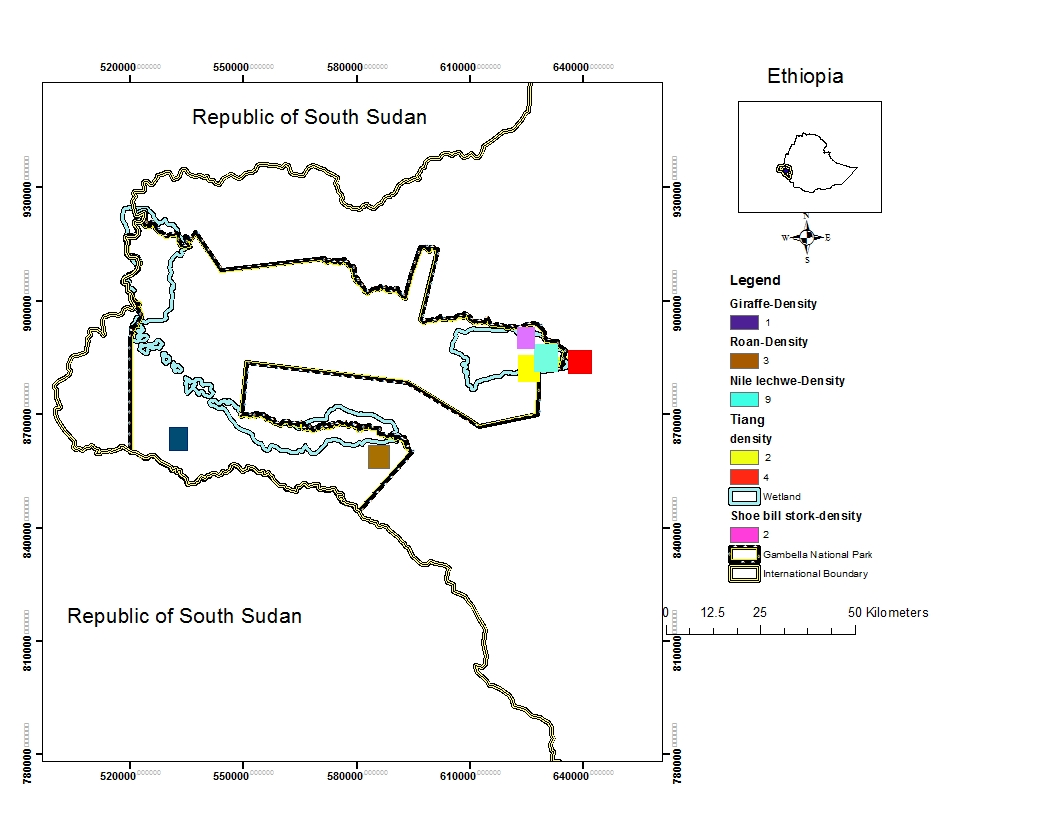 520000 550000 580000 610000 640000
Ethiopia
Republic of South Sudan
930000
930000
N
W E
S
Legend
Giraffe-Density
1
900000
900000
Roan-Density
3
Nile lechwe-Density
9
870000
870000
Tiang
density
2
4
Wetland
Shoe bill stork-density
2
840000
840000
Gambella National Park
International Boundary
Republic of South Sudan
0 12.5 25 50 Kilometers
810000
810000
780000
780000
520000 550000 580000 610000 640000